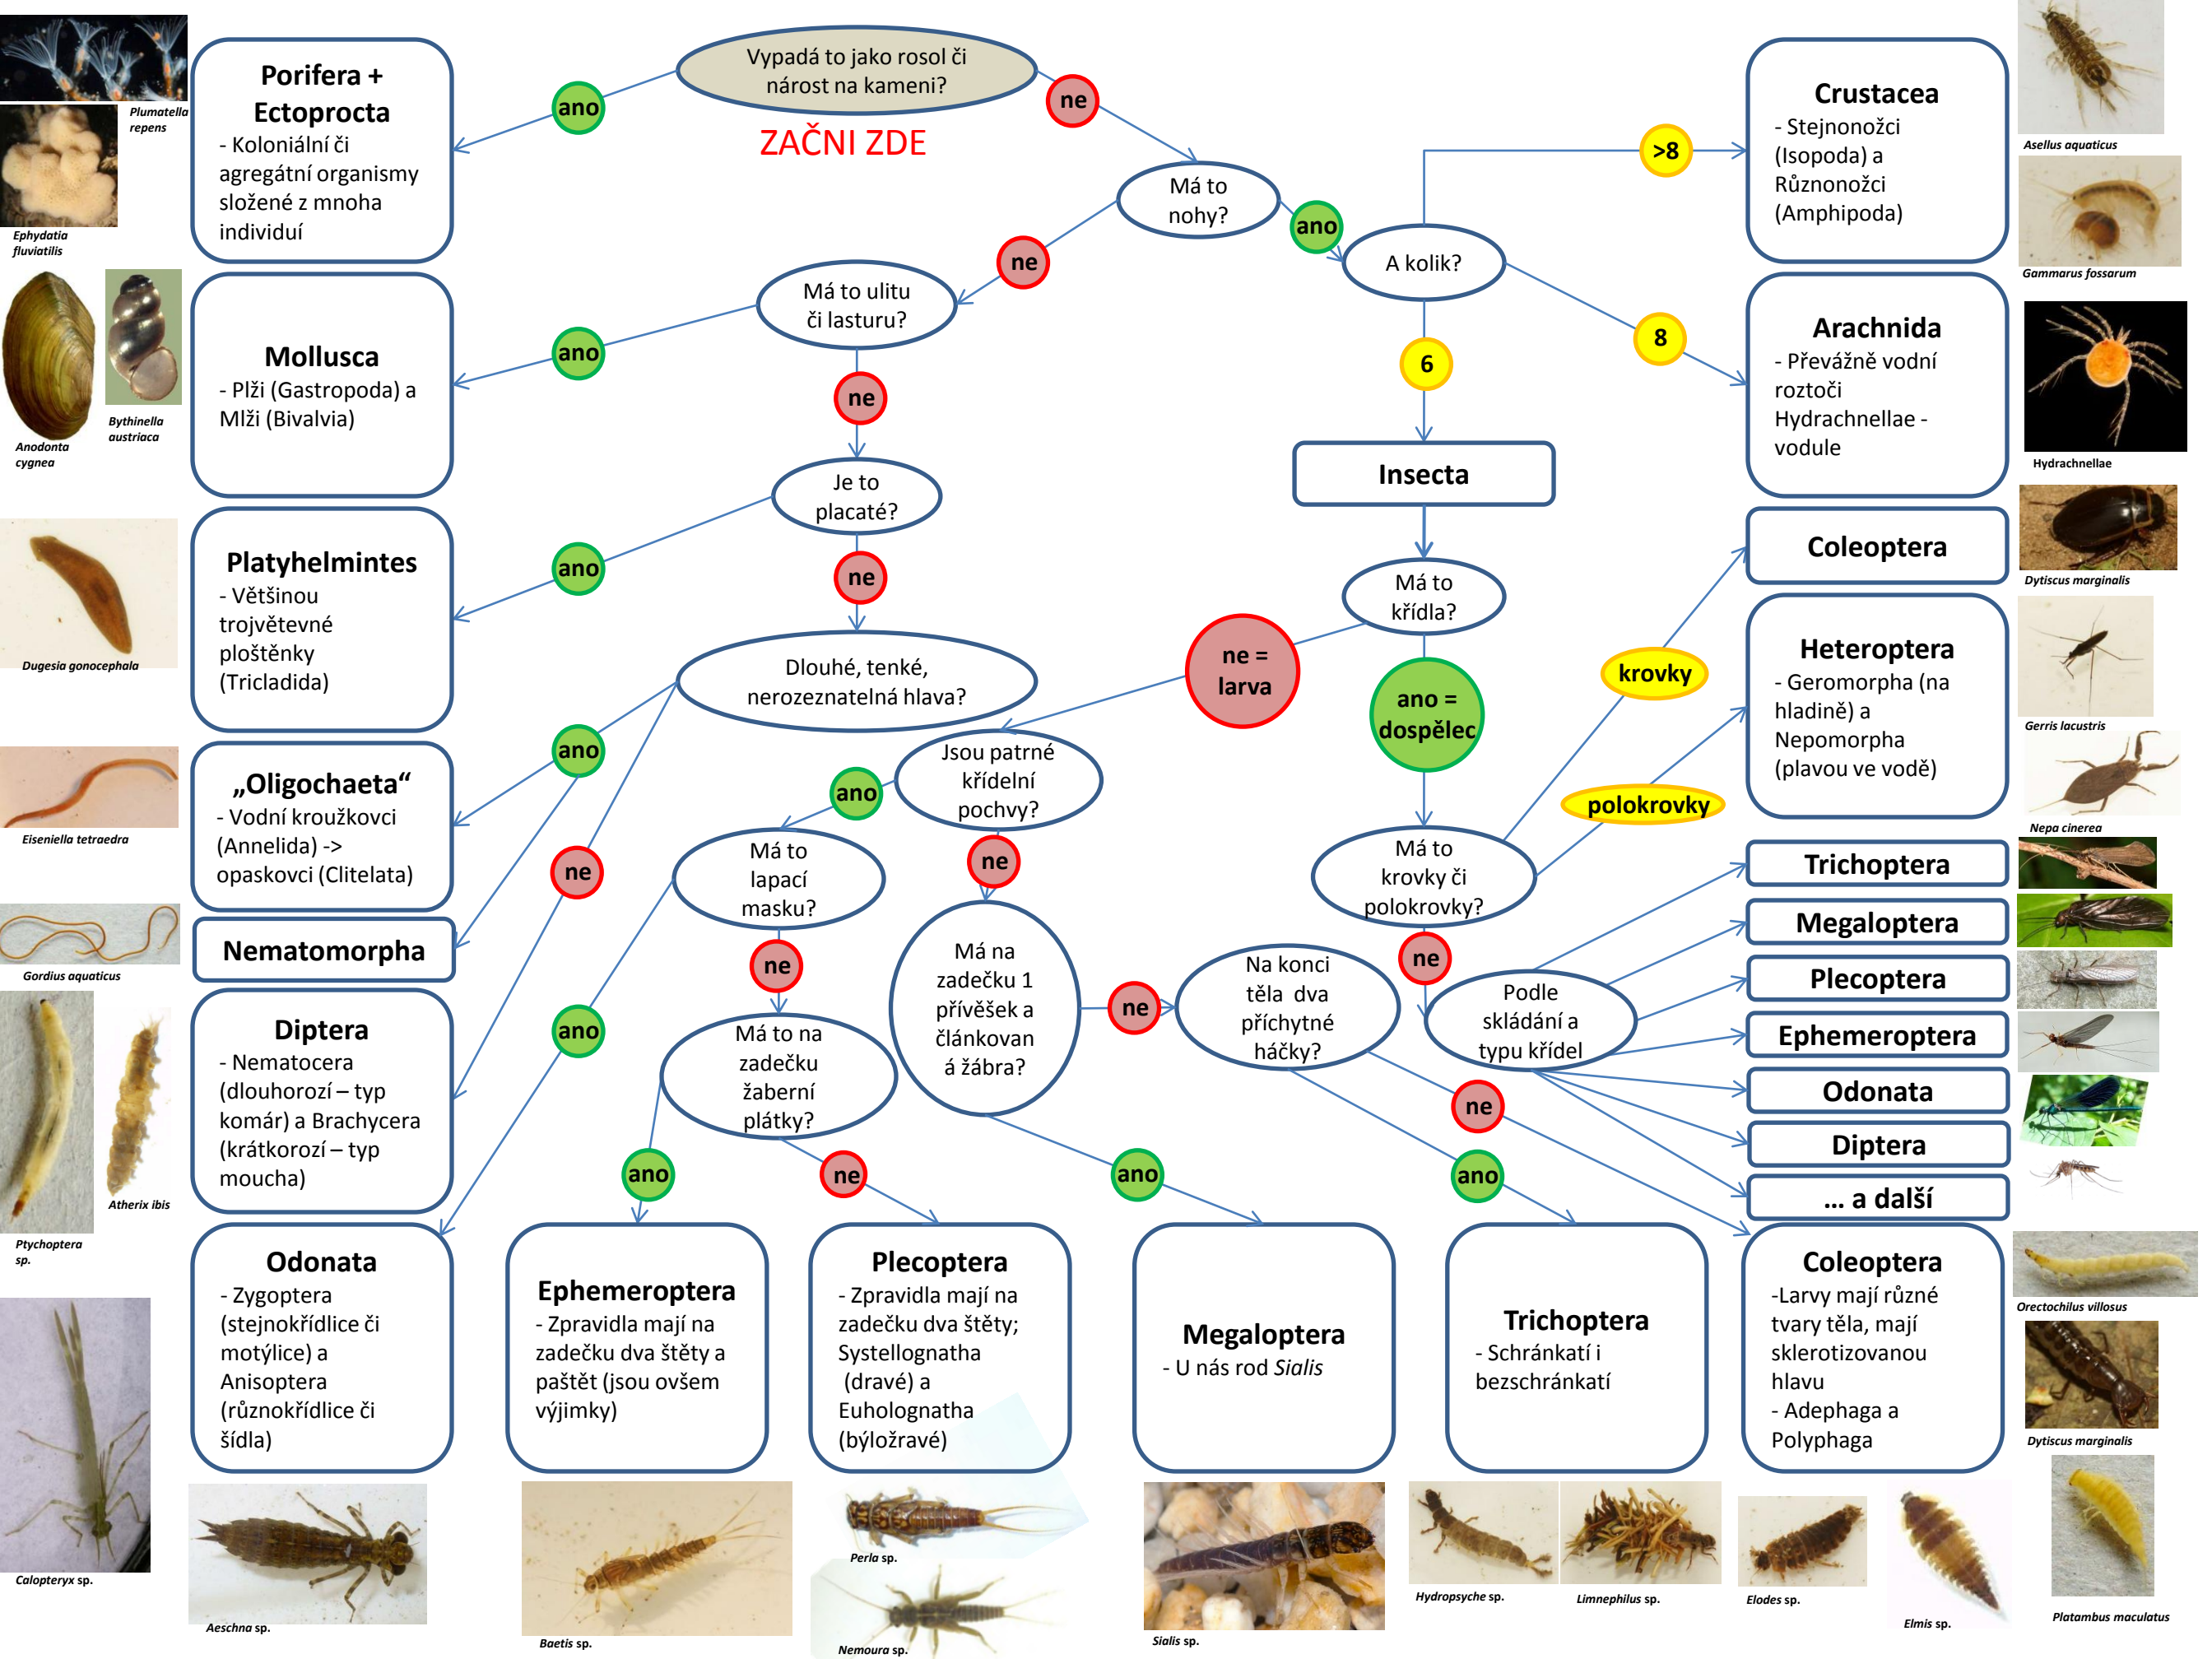 Vypadá to jako rosol či
nárost na kameni?
ZAČNI ZDE
ano
ne
Porifera +
Ectoprocta
- Koloniální či
agregátní organismy
složené z mnoha
individuí
Plumatella
repens
Ephydatia
fluviatilis
Má to
nohy?
ano
ne
A kolik?
>8
8
6
Crustacea
- Stejnonožci
(Isopoda) a
Různonožci
(Amphipoda)
Asellus aquaticus
Gammarus fossarum
Má to ulitu
či lasturu?
ano
ne
Mollusca
- Plži (Gastropoda) a
Mlži (Bivalvia)
Anodonta
cygnea
Bythinella
austriaca
Arachnida
- Převážně vodní
roztoči
Hydrachnellae -
vodule
Hydrachnellae
Je to
placaté?
ano
ne
Platyhelmintes
- Většinou
trojvětevné
ploštěnky
(Tricladida)
Dugesia gonocephala
Insecta
Má to
křídla?
ne =
larva
ano =
dospělec
Coleoptera
Dytiscus marginalis
krovky
polokrovky
Heteroptera
- Geromorpha (na
hladině) a
Nepomorpha
(plavou ve vodě)
Gerris lacustris
Nepa cinerea
Dlouhé, tenké,
nerozeznatelná hlava?
ano
ne
„Oligochaeta“
- Vodní kroužkovci
(Annelida) ->
opaskovci (Clitelata)
Eiseniella tetraedra
Nematomorpha
Gordius aquaticus
Diptera
- Nematocera
(dlouhorozí – typ
komár) a Brachycera
(krátkorozí – typ
moucha)
Ptychoptera
sp.
Atherix ibis
Jsou patrné
křídelní
pochvy?
ano
ne
Má to
lapací
masku?
ne
ano
Má to na
zadečku
žaberní
plátky?
ano
ne
Má na
zadečku 1
přívěšek a
článkovan
á žábra?
ne
ano
Na konci
těla  dva
příchytné
háčky?
ne
ano
Má to
krovky či
polokrovky?
ne
Podle
skládání a
typu křídel
Trichoptera
Megaloptera
Plecoptera
Ephemeroptera
Odonata
Diptera
... a další
Odonata
- Zygoptera
(stejnokřídlice či
motýlice) a
Anisoptera
(různokřídlice či
šídla)
Calopteryx sp.
Aeschna sp.
Ephemeroptera
- Zpravidla mají na
zadečku dva štěty a
paštět (jsou ovšem
výjimky)
Baetis sp.
Plecoptera
- Zpravidla mají na
zadečku dva štěty;
Systellognatha
(dravé) a
Euholognatha
(býložravé)
Perla sp.
Nemoura sp.
Megaloptera
- U nás rod Sialis
Sialis sp.
Trichoptera
- Schránkatí i
bezschránkatí
Hydropsyche sp.
Limnephilus sp.
Coleoptera
-Larvy mají různé
tvary těla, mají
sklerotizovanou
hlavu
- Adephaga a
Polyphaga
Orectochilus villosus
Dytiscus marginalis
Elodes sp.
Elmis sp.
Platambus maculatus